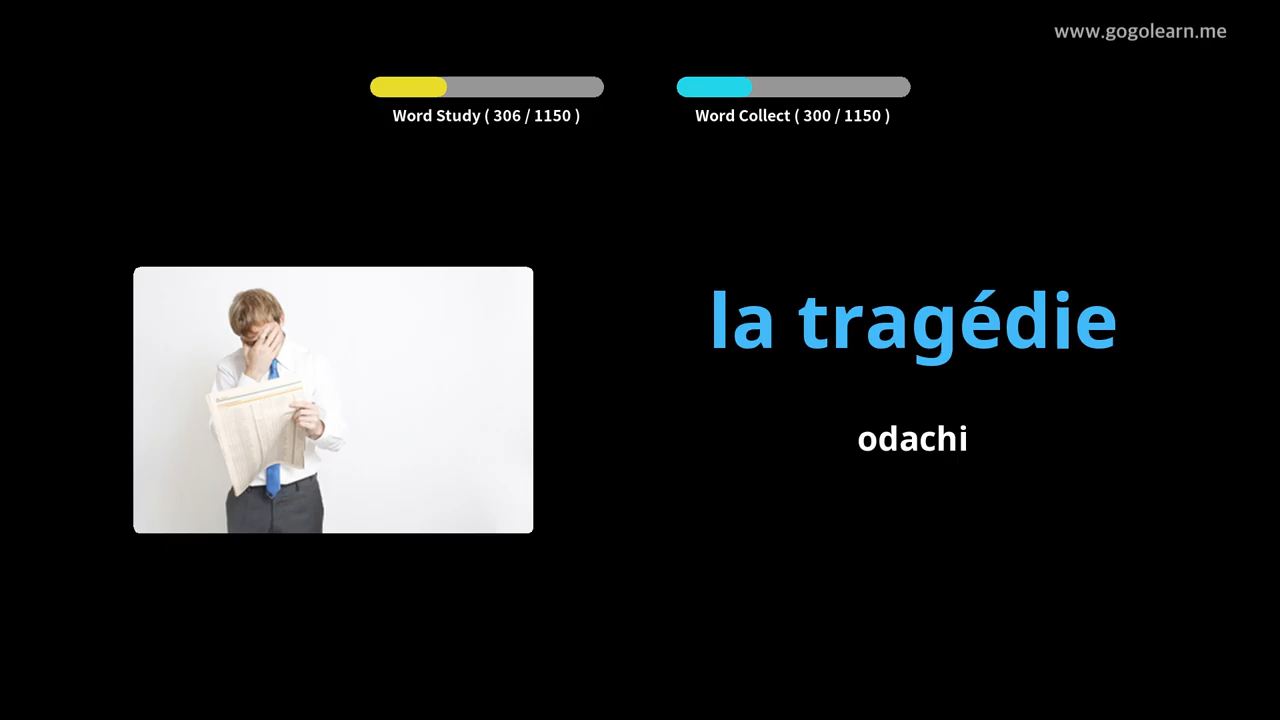 www.gogolearn.me
Word Study ( 306 / 1150 )
Word Collect ( 300 / 1150 )
la tragédie
odachi